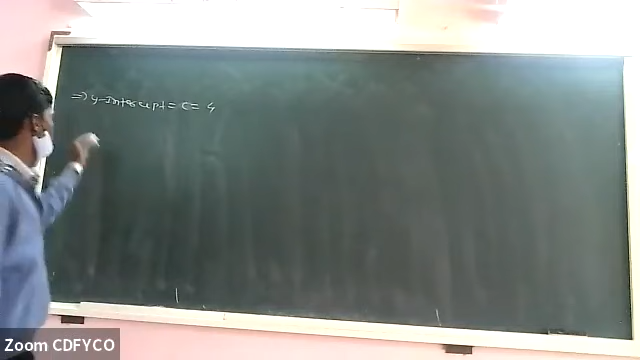 ⇒) y-Intercept = c = 4
Zoom CDFYCO